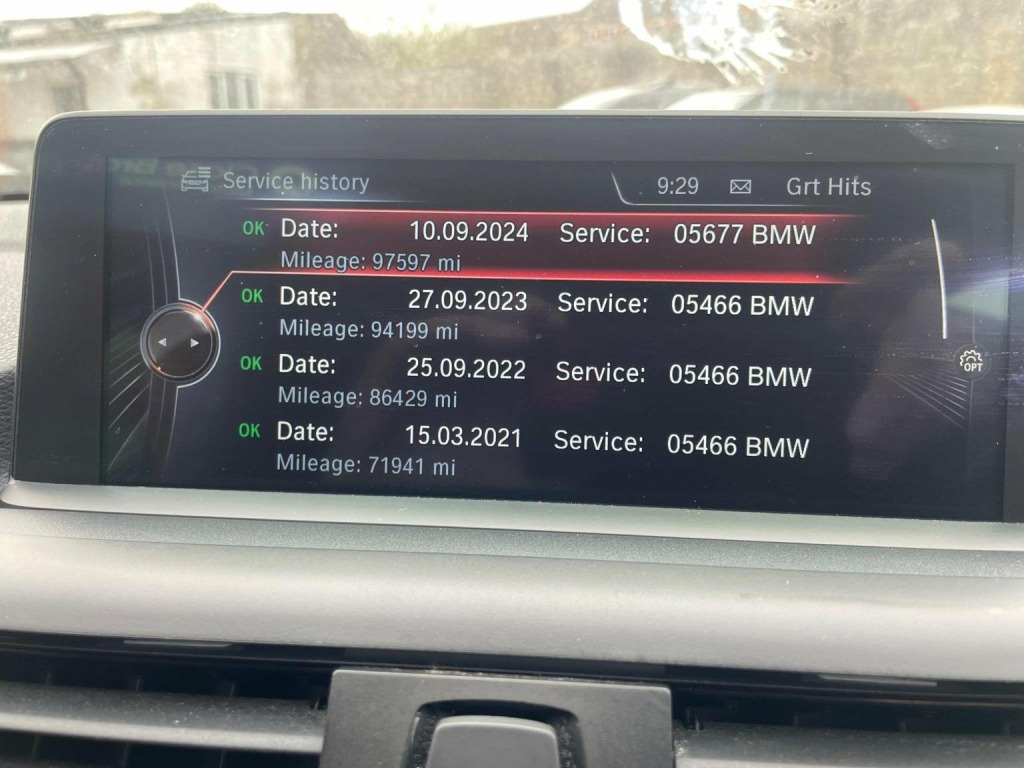 Service history 9:29 Grt Hits
OK Date: 10.09.2024 Service: 05677 BMW
Mileage: 97597 mi
OK Date: 27.09.2023 Service: 05466 BMW
Mileage: 94199 mi
OK Date: 25.09.2022 Service: 05466 BMW
Mileage: 86429 mi
OK Date: 15.03.2021 Service: 05466 BMW
Mileage: 71941 mi
OPT